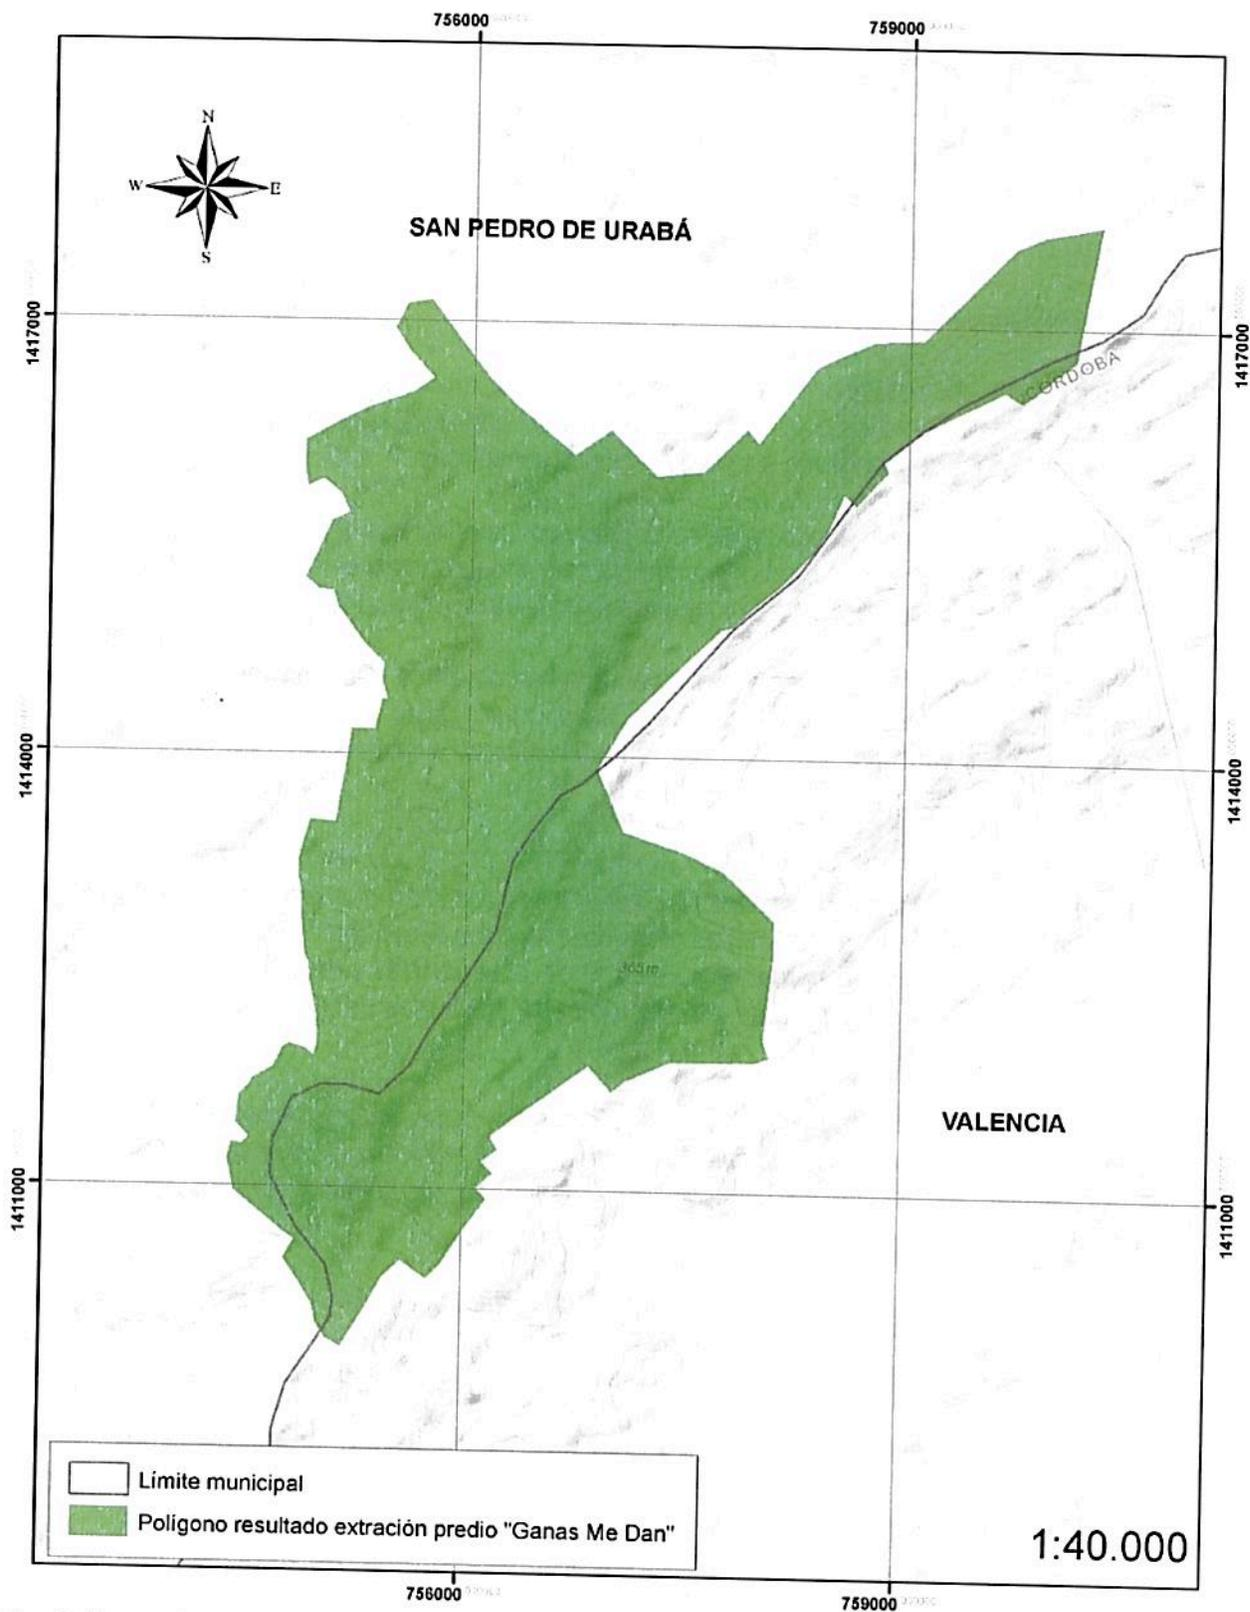 756000
759000
N
W
E
S
SAN PEDRO DE URABÁ
1417000
1417000
CORDOBA
1414000
1414000
365 m
VALENCIA
1411000
1411000
Límite municipal
Polígono resultado extración predio "Ganas Me Dan"
1:40.000
756000
759000